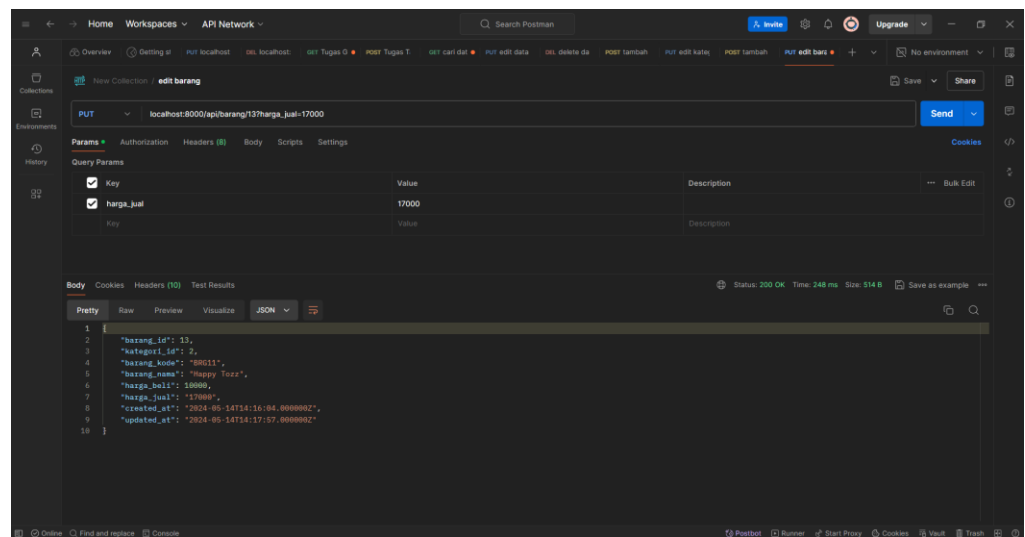 Home Workspaces API Network Search Postman Invite Upgrade
Overview Getting st PUT localhost DEL localhost: GET Tugas G POST Tugas T GET cari dat PUT edit data DEL delete da POST tambah PUT edit kateg POST tambah PUT edit bara No environment
Collections
New Collection / edit barang Save Share
Environments
PUT localhost:8000/api/barang/13?harga_jual=17000 Send
History
Params Authorization Headers (8) Body Scripts Settings Cookies
Query Params
Key Value Description Bulk Edit
harga_jual 17000
Key Value Description
Body Cookies Headers (10) Test Results Status: 200 OK Time: 248 ms Size: 514 B Save as example
Pretty Raw Preview Visualize JSON
1 {
2 "barang_id": 13,
3 "kategori_id": 2,
4 "barang_kode": "BRG11",
5 "barang_nama": "Happy Tozz",
6 "harga_beli": 10000,
7 "harga_jual": "17000",
8 "created_at": "2024-05-14T14:16:04.000000Z",
9 "updated_at": "2024-05-14T14:17:57.000000Z"
10 }
Online Find and replace Console Postbot Runner Start Proxy Cookies Vault Trash